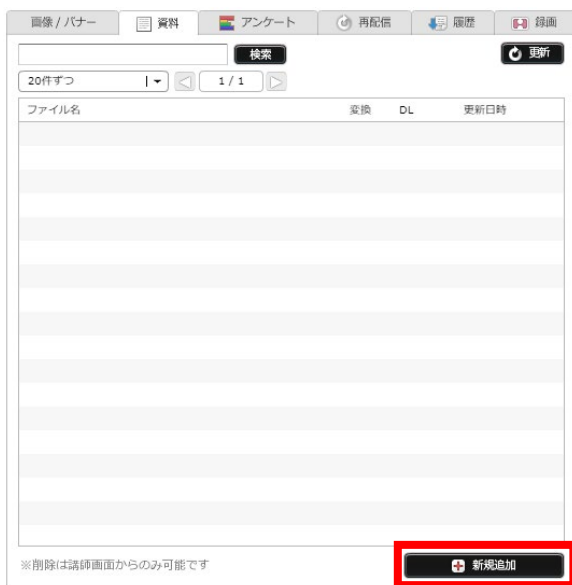 画像 / バナー 資料 アンケート 再配信 履歴 録画
検索 更新
20件ずつ 1 / 1
ファイル名 変換 DL 更新日時
※削除は講師画面からのみ可能です 新規追加